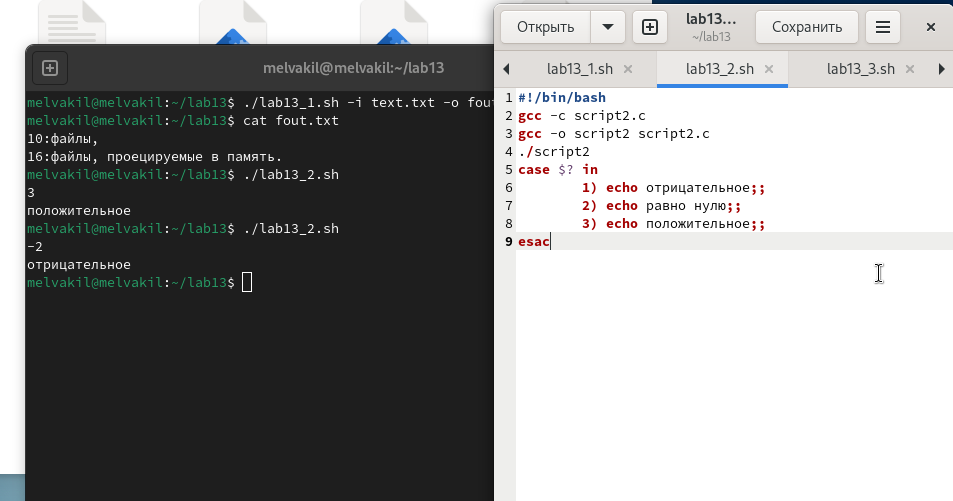 melvakil@melvakil:~/lab13
melvakil@melvakil:~/lab13$ ./lab13_1.sh -i text.txt -o fou
melvakil@melvakil:~/lab13$ cat fout.txt
10:файлы,
16:файлы, проецируемые в память.
melvakil@melvakil:~/lab13$ ./lab13_2.sh
3
положительное
melvakil@melvakil:~/lab13$ ./lab13_2.sh
-2
отрицательное
melvakil@melvakil:~/lab13$
Открыть
lab13...
~/lab13
Сохранить
lab13_1.sh
lab13_2.sh
lab13_3.sh
1 #!/bin/bash
2 gcc -c script2.c
3 gcc -o script2 script2.c
4 ./script2
5 case $? in
6 1) echo отрицательное;;
7 2) echo равно нулю;;
8 3) echo положительное;;
9 esac